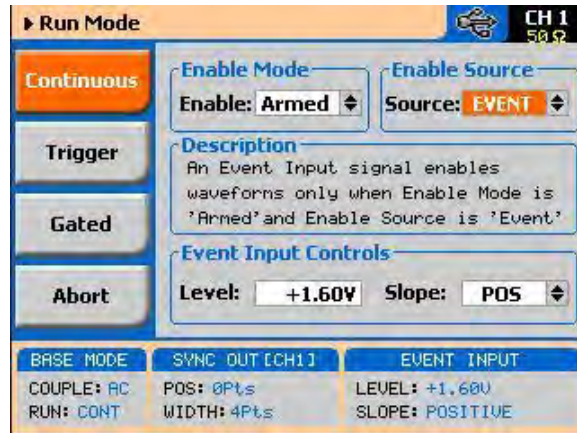 Run Mode
CH 1
50 Ω
Continuous
Trigger
Gated
Abort
Enable Mode
Enable: Armed
Enable Source
Source: EVENT
Description
An Event Input signal enables
waveforms only when Enable Mode is
'Armed'and Enable Source is 'Event'
Event Input Controls
Level: +1.60V Slope: POS
BASE MODE
COUPLE: AC
RUN: CONT
SYNC OUT [CH1]
POS: 0Pts
WIDTH: 4Pts
EVENT INPUT
LEVEL: +1.60V
SLOPE: POSITIVE